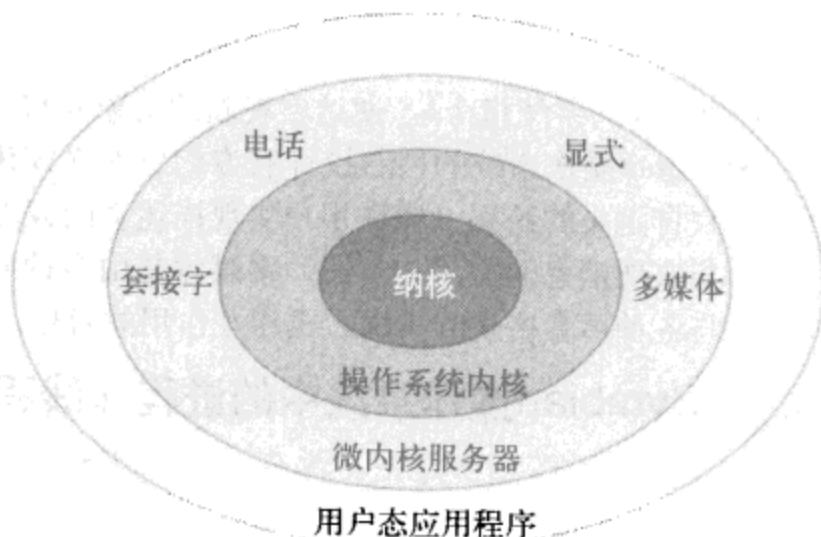 电话
显式
套接字
纳核
多媒体
操作系统内核
微内核服务器
用户态应用程序